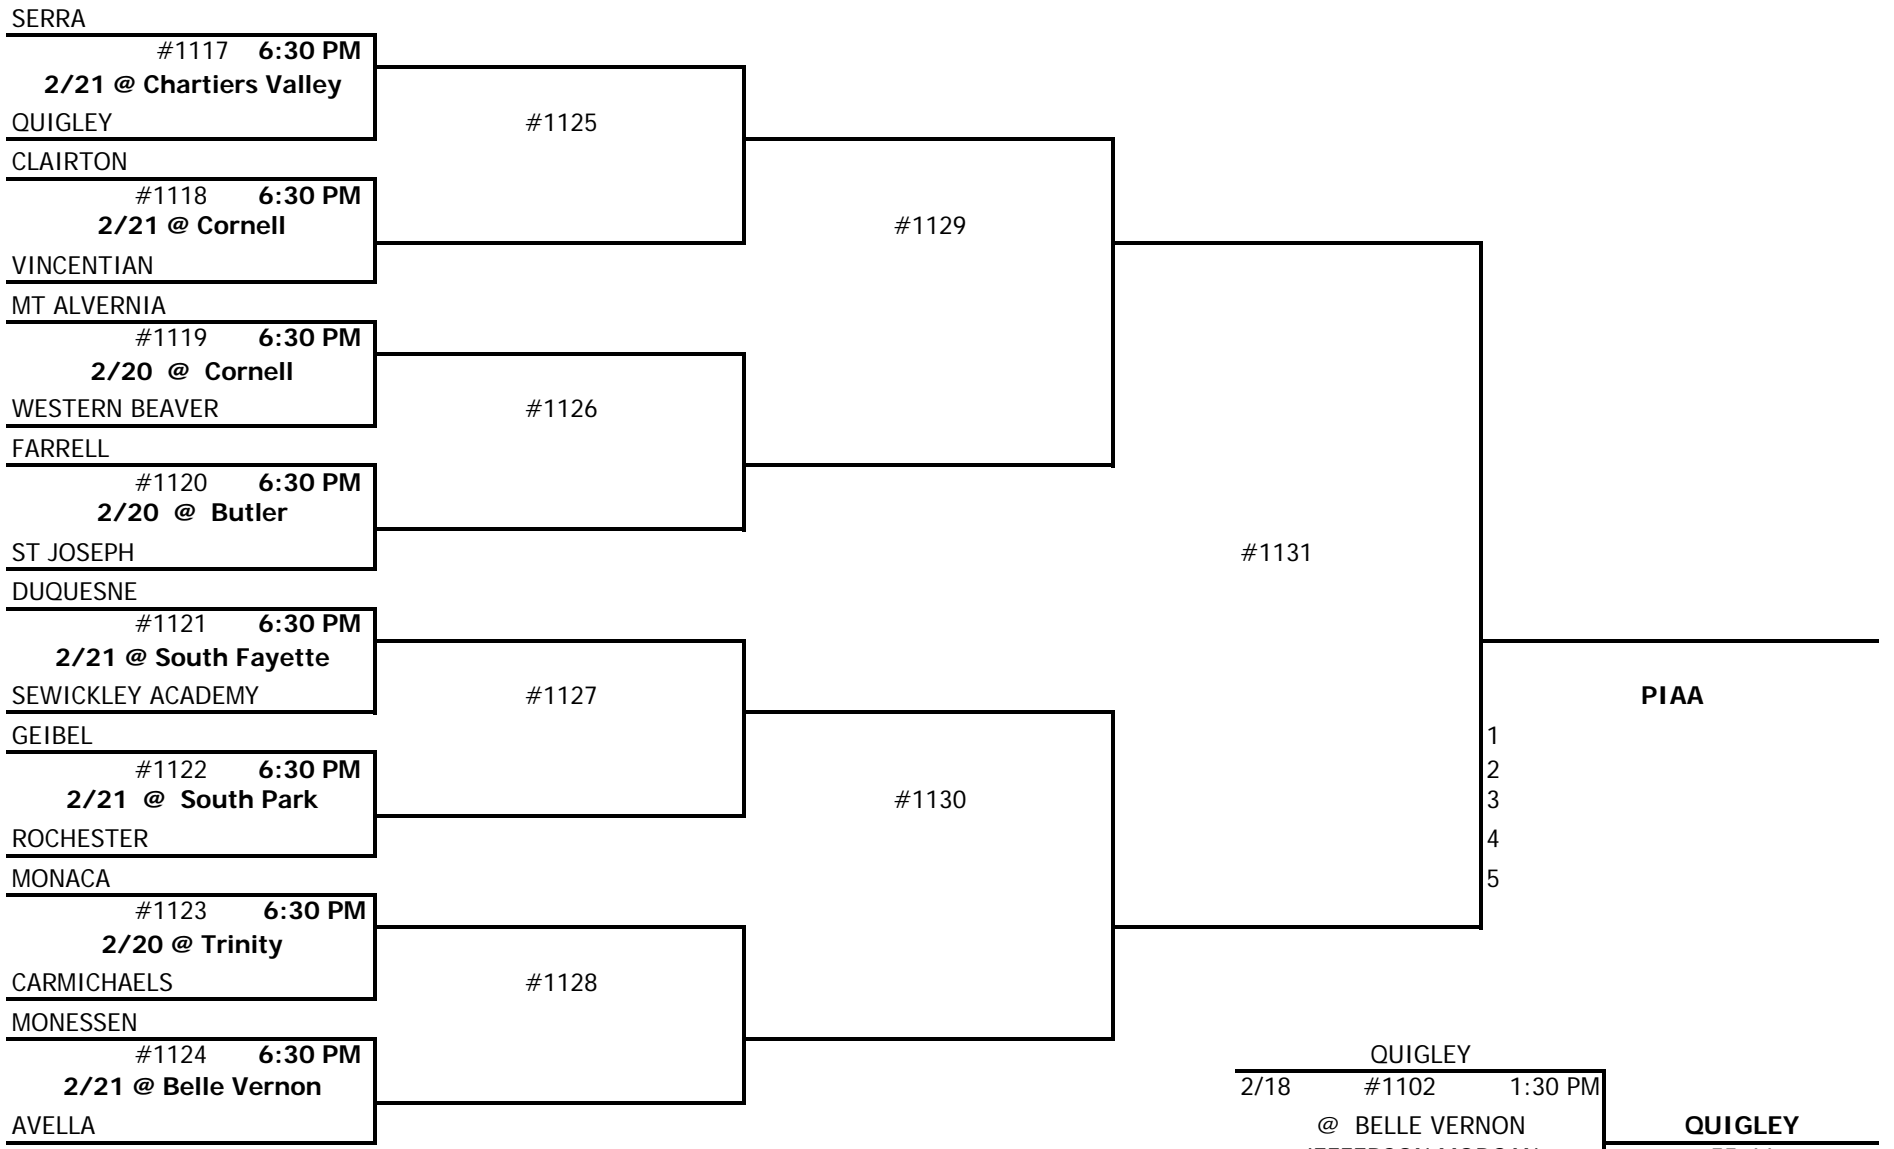 SERRA
#1117 6:30 PM
2/21 @ Chartiers Valley
QUIGLEY
#1125
CLAIRTON
#1118 6:30 PM
2/21 @ Cornell
#1129
VINCENTIAN
MT ALVERNIA
#1119 6:30 PM
2/20 @ Cornell
WESTERN BEAVER
#1126
FARRELL
#1120 6:30 PM
2/20 @ Butler
ST JOSEPH
#1131
DUQUESNE
#1121 6:30 PM
2/21 @ South Fayette
SEWICKLEY ACADEMY
#1127
PIAA
GEIBEL
1
#1122 6:30 PM
2
2/21 @ South Park
#1130
3
ROCHESTER
4
MONACA
5
#1123 6:30 PM
2/20 @ Trinity
CARMICHAELS
#1128
MONESSEN
#1124 6:30 PM
QUIGLEY
2/21 @ Belle Vernon
2/18 #1102 1:30 PM
AVELLA
@ BELLE VERNON
QUIGLEY